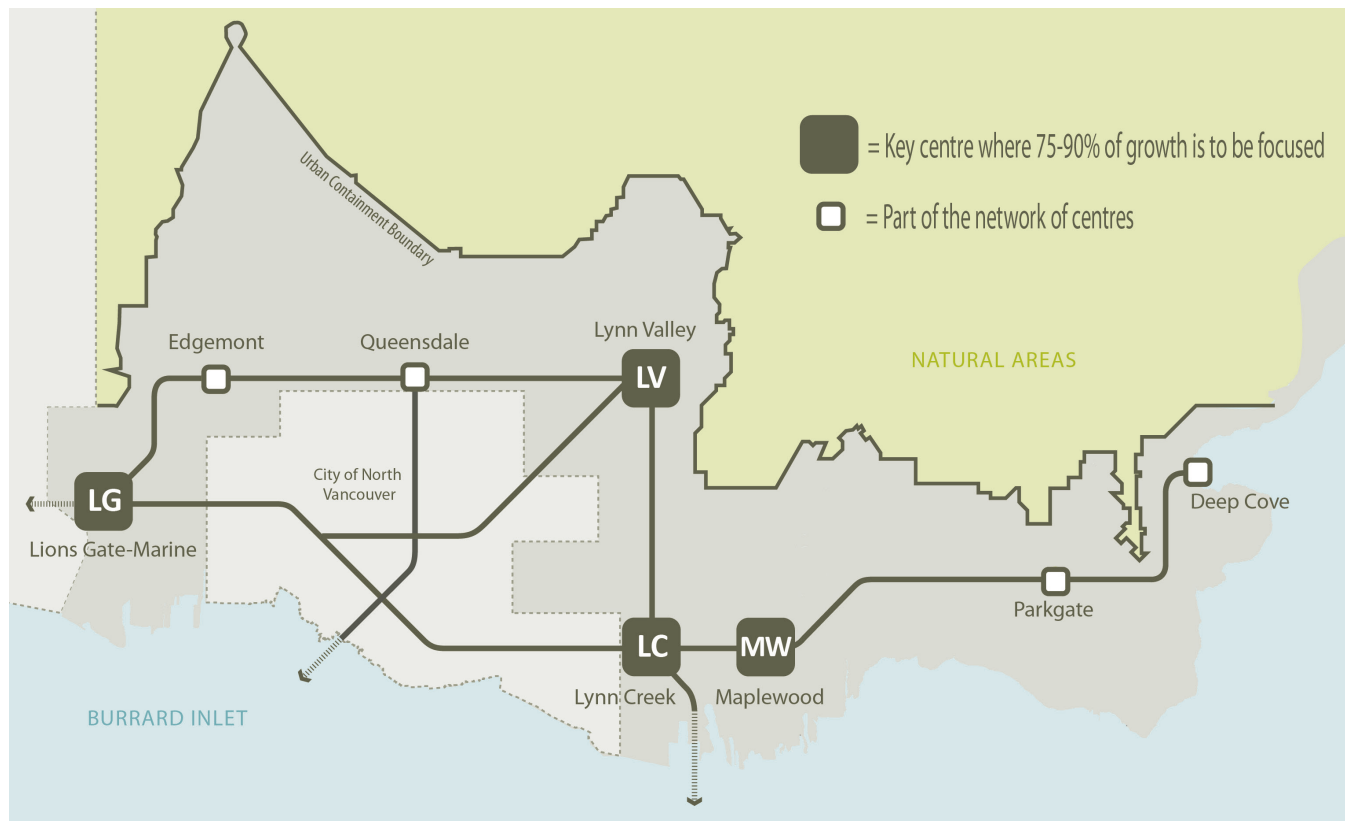 = Key centre where 75-90% of growth is to be focused
Urban Containment Boundary
= Part of the network of centres
Edgemont
Queensdale
Lynn Valley
NATURAL AREAS
LV
City of North
Vancouver
LG
Deep Cove
Lions Gate-Marine
Parkgate
LC
MW
Lynn Creek
Maplewood
BURRARD INLET